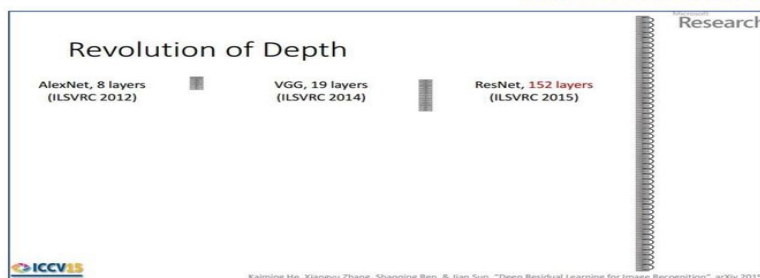 Microsoft
Research
Revolution of Depth
AlexNet, 8 layers
(ILSVRC 2012)
VGG, 19 layers
(ILSVRC 2014)
ResNet, 152 layers
(ILSVRC 2015)
ICCV15
Kaiming He, Xiangyu Zhang, Shaoqing Ren, & Jian Sun. "Deep Residual Learning for Image Recognition". arXiv 2015